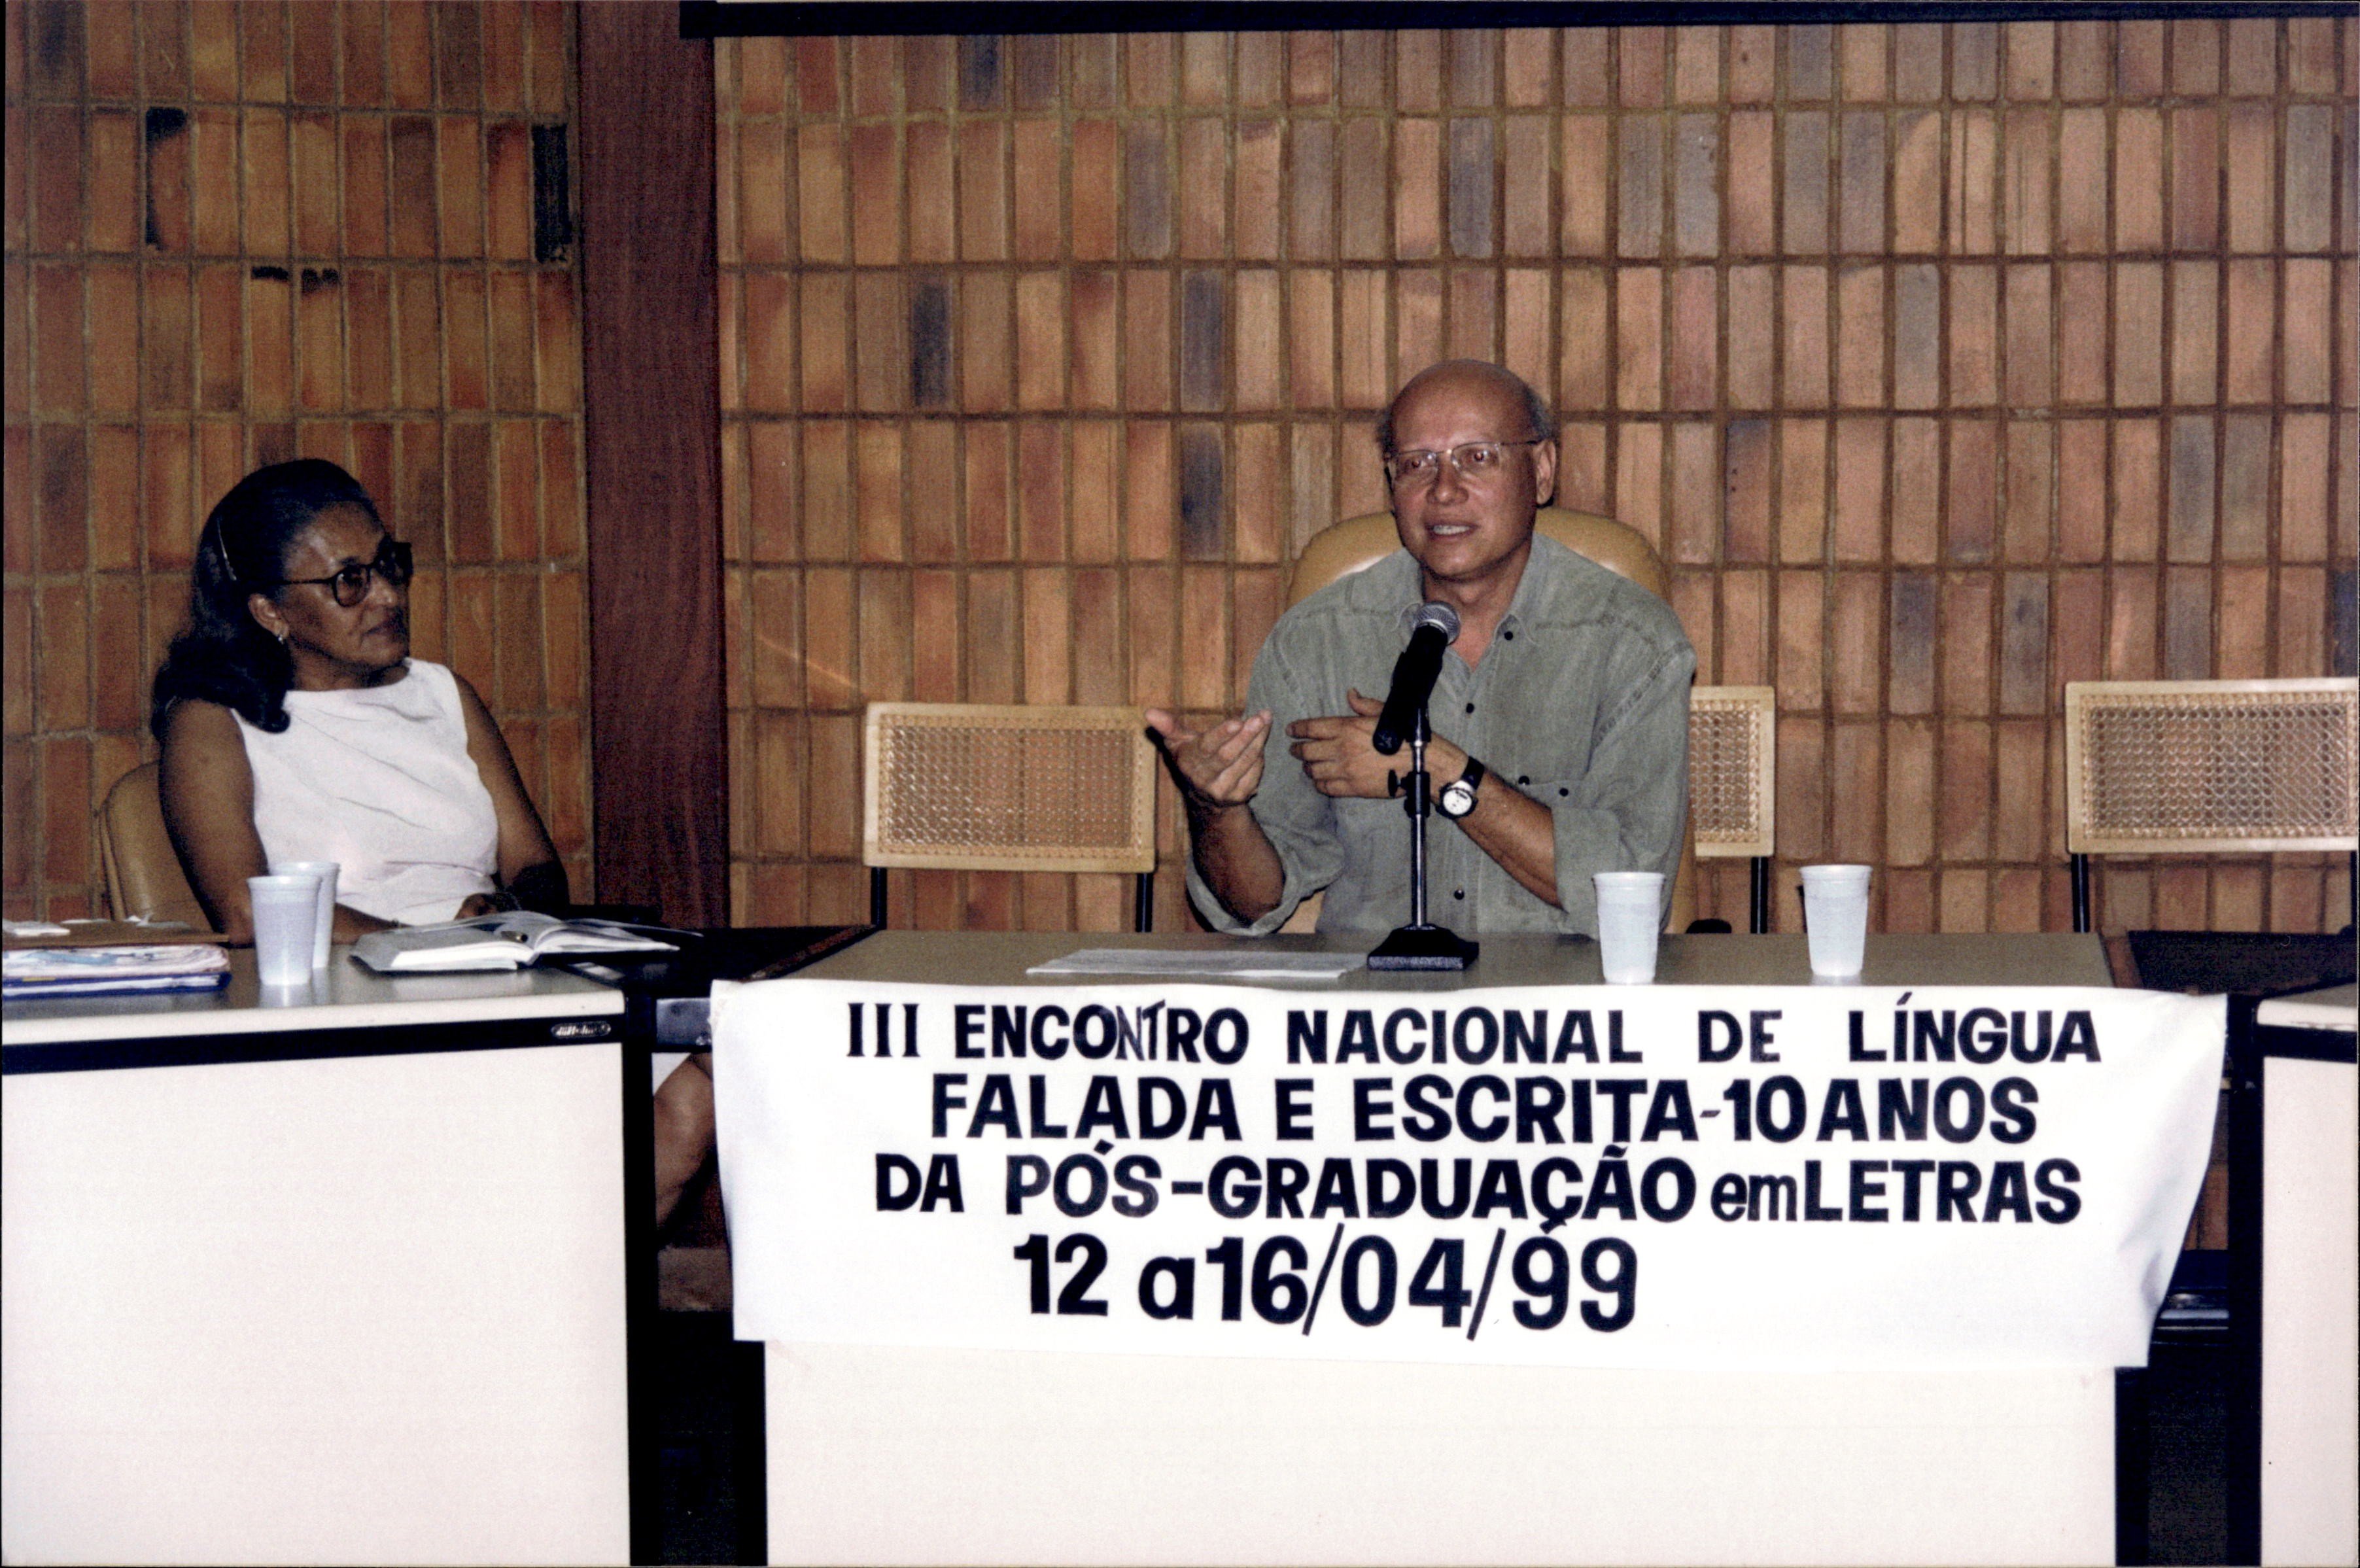 III ENCONTRO NACIONAL DE LÍNGUA
FALADA E ESCRITA-10 ANOS
DA PÓS-GRADUAÇÃO em LETRAS
12 a 16/04/99